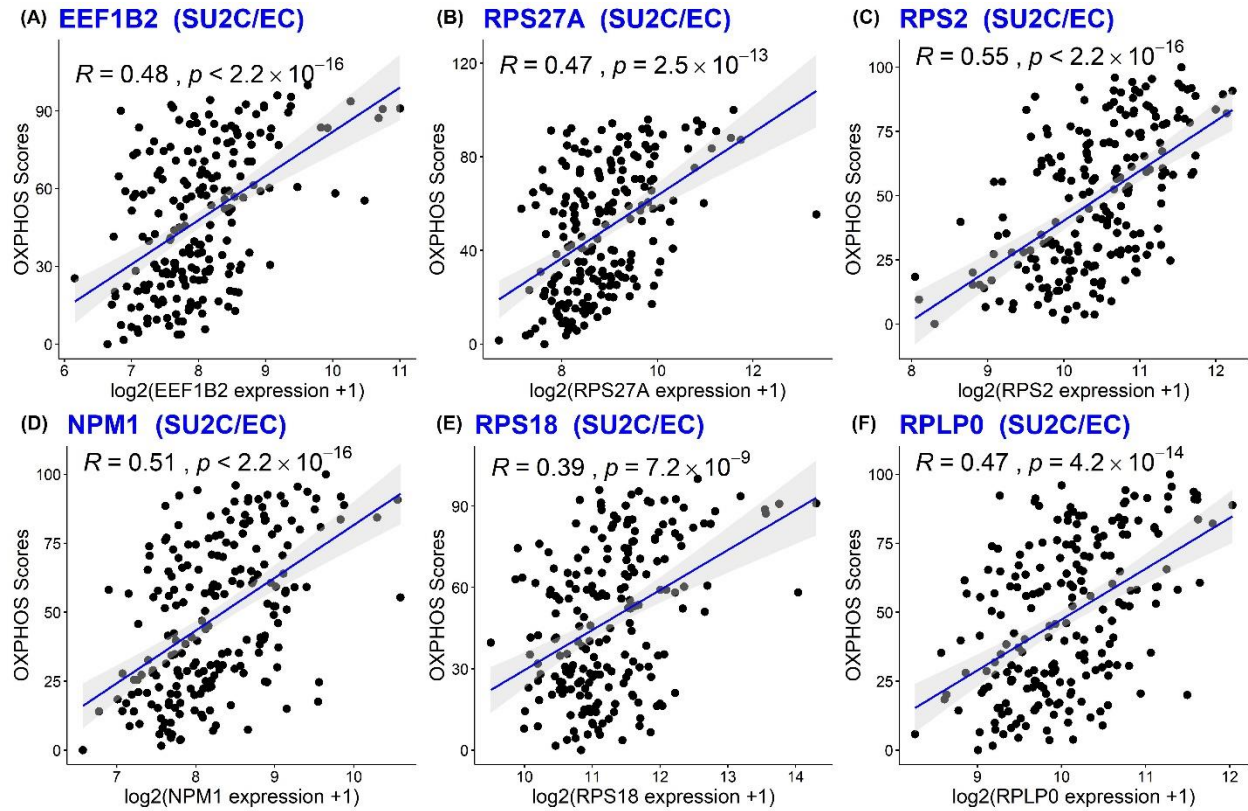 (A) EEF1B2 (SU2C/EC)
R = 0.48 , p < 2.2 × 10⁻¹⁶
OXPHOS Scores
90
60
30
0
6 7 8 9 10 11
log2(EEF1B2 expression +1)
(B) RPS27A (SU2C/EC)
R = 0.47 , p = 2.5 × 10⁻¹³
OXPHOS Scores
120
80
40
0
8 10 12
log2(RPS27A expression +1)
(C) RPS2 (SU2C/EC)
R = 0.55 , p < 2.2 × 10⁻¹⁶
OXPHOS Scores
100
75
50
25
0
8 9 10 11 12
log2(RPS2 expression +1)
(D) NPM1 (SU2C/EC)
R = 0.51 , p < 2.2 × 10⁻¹⁶
OXPHOS Scores
100
75
50
25
0
7 8 9 10
log2(NPM1 expression +1)
(E) RPS18 (SU2C/EC)
R = 0.39 , p = 7.2 × 10⁻⁹
OXPHOS Scores
90
60
30
0
10 11 12 13 14
log2(RPS18 expression +1)
(F) RPLP0 (SU2C/EC)
R = 0.47 , p = 4.2 × 10⁻¹⁴
OXPHOS Scores
100
75
50
25
0
9 10 11 12
log2(RPLP0 expression +1)